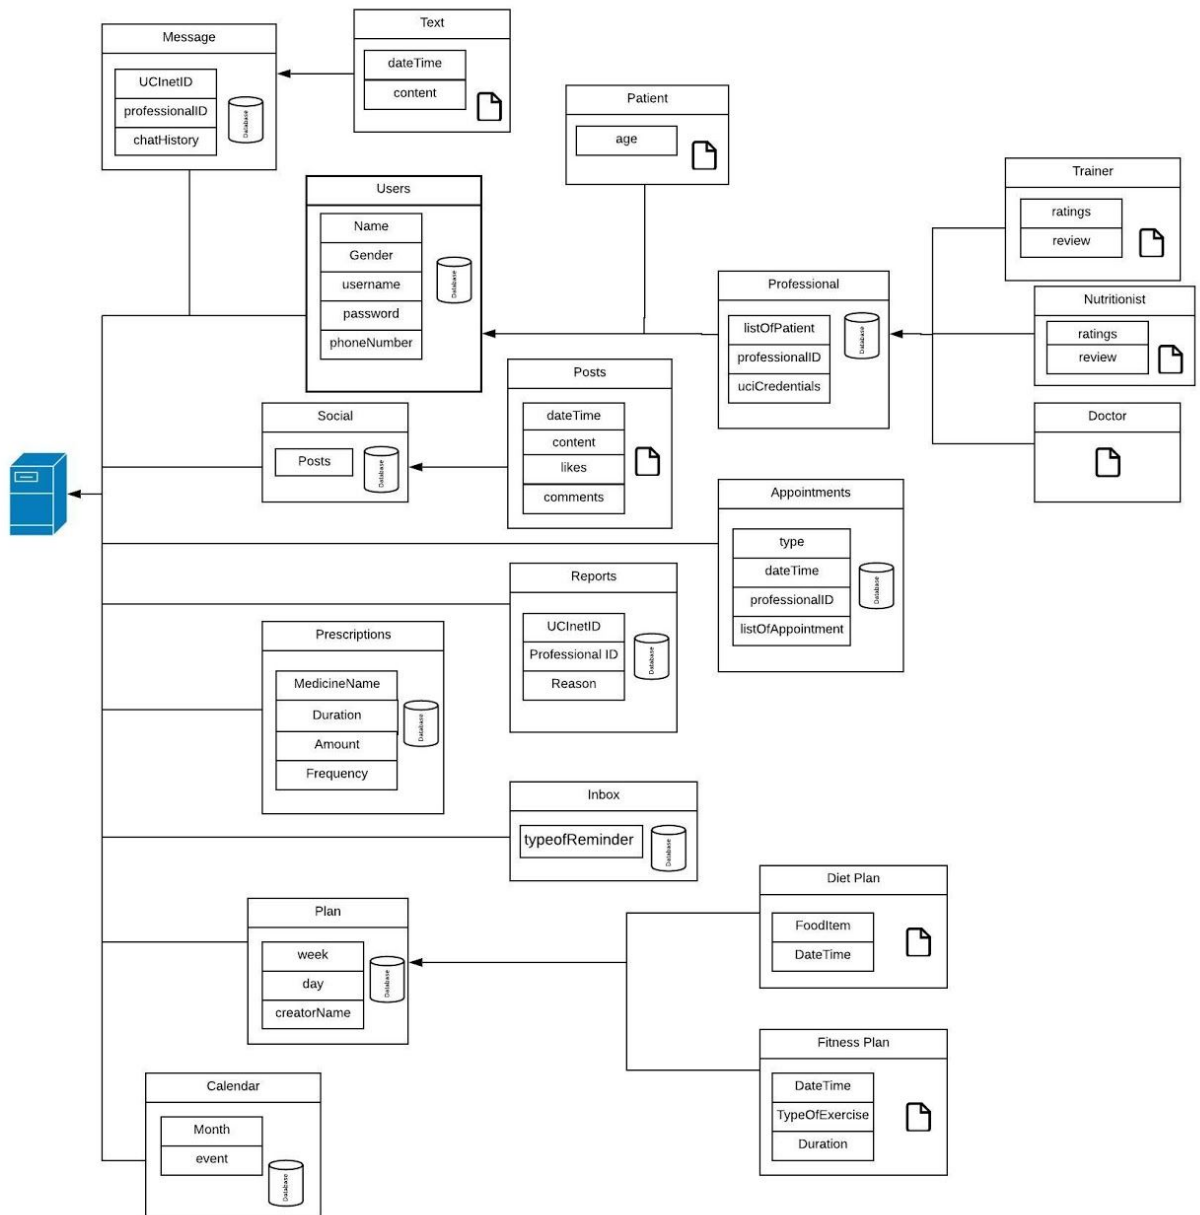 Message
UCInetID
professionalID
chatHistory
Database
Text
dateTime
content
Patient
age
Users
Name
Gender
username
password
phoneNumber
Database
Professional
listOfPatient
professionalID
uciCredentials
Database
Trainer
ratings
review
Nutritionist
ratings
review
Doctor
Social
Posts
Database
Posts
dateTime
content
likes
comments
Appointments
type
dateTime
professionalID
listOfAppointment
Database
Reports
UCInetID
Professional ID
Reason
Database
Prescriptions
MedicineName
Duration
Amount
Frequency
Database
Inbox
typeofReminder
Database
Plan
week
day
creatorName
Database
Diet Plan
FoodItem
DateTime
Fitness Plan
DateTime
TypeOfExercise
Duration
Calendar
Month
event
Database